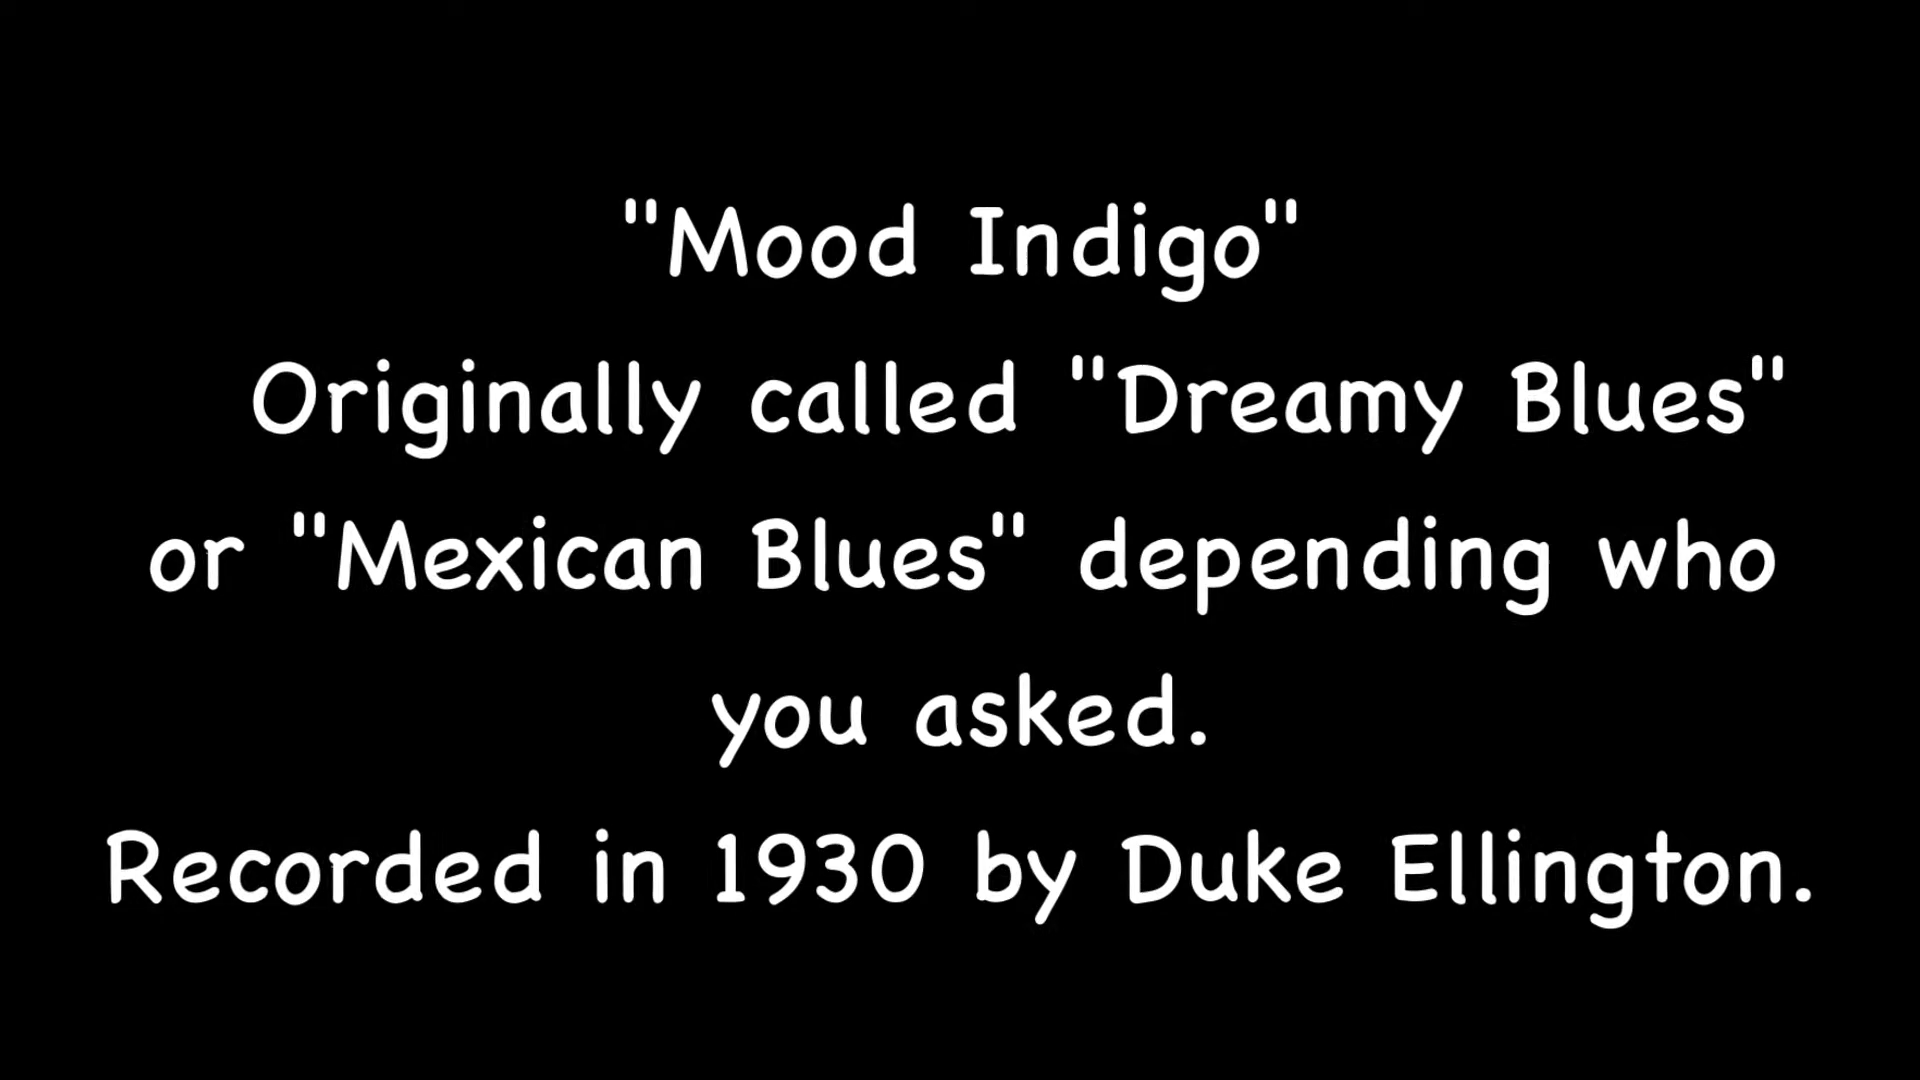 "Mood Indigo"
Originally called "Dreamy Blues"
or "Mexican Blues" depending who
you asked.
Recorded in 1930 by Duke Ellington.